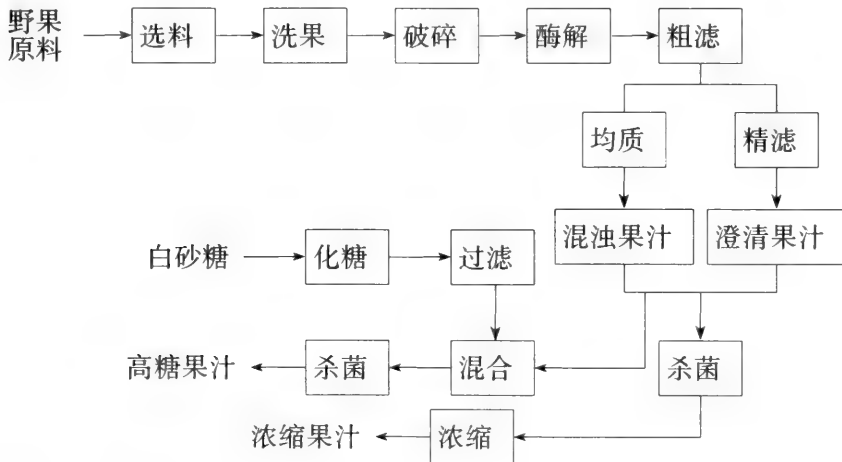 野果
原料
选料
洗果
破碎
酶解
粗滤
均质
精滤
混浊果汁
澄清果汁
白砂糖
化糖
过滤
高糖果汁
杀菌
混合
杀菌
浓缩果汁
浓缩